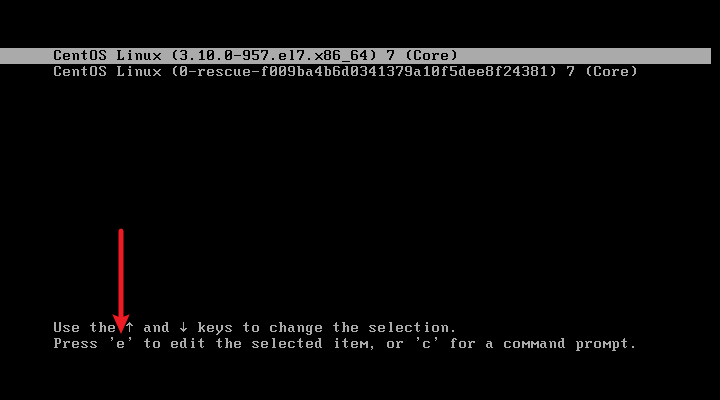 CentOS Linux (3.10.0-957.el7.x86_64) 7 (Core)
CentOS Linux (0-rescue-f009ba4b6d0341379a10f5dee8f24381) 7 (Core)
Use the ↑ and ↓ keys to change the selection.
Press 'e' to edit the selected item, or 'c' for a command prompt.